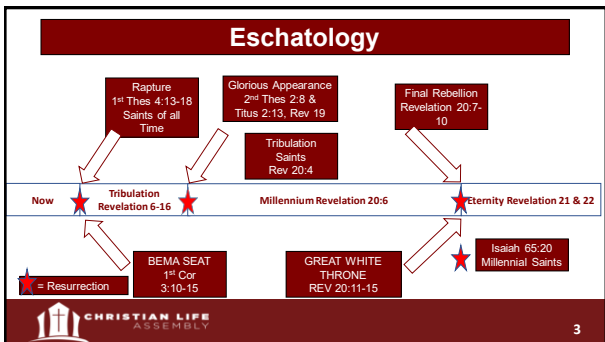 Eschatology
Rapture
1st Thes 4:13-18
Saints of all
Time
Glorious Appearance
2nd Thes 2:8 &
Titus 2:13, Rev 19
Final Rebellion
Revelation 20:7-
10
Tribulation
Saints
Rev 20:4
Now
Tribulation
Revelation 6-16
Millennium Revelation 20:6
Eternity Revelation 21 & 22
BEMA SEAT
1st Cor
3:10-15
GREAT WHITE
THRONE
REV 20:11-15
Isaiah 65:20
Millennial Saints
= Resurrection
CHRISTIAN LIFE
ASSEMBLY
3